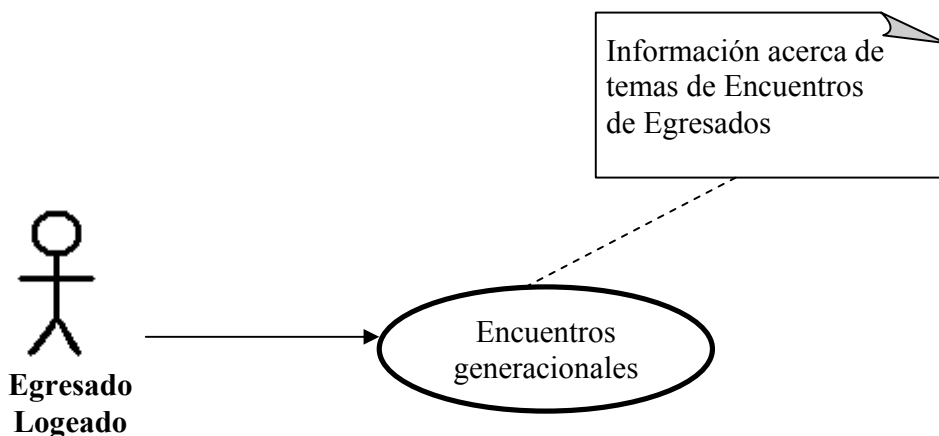 Información acerca de
temas de Encuentros
de Egresados
Encuentros
generacionales
Egresado
Logeado